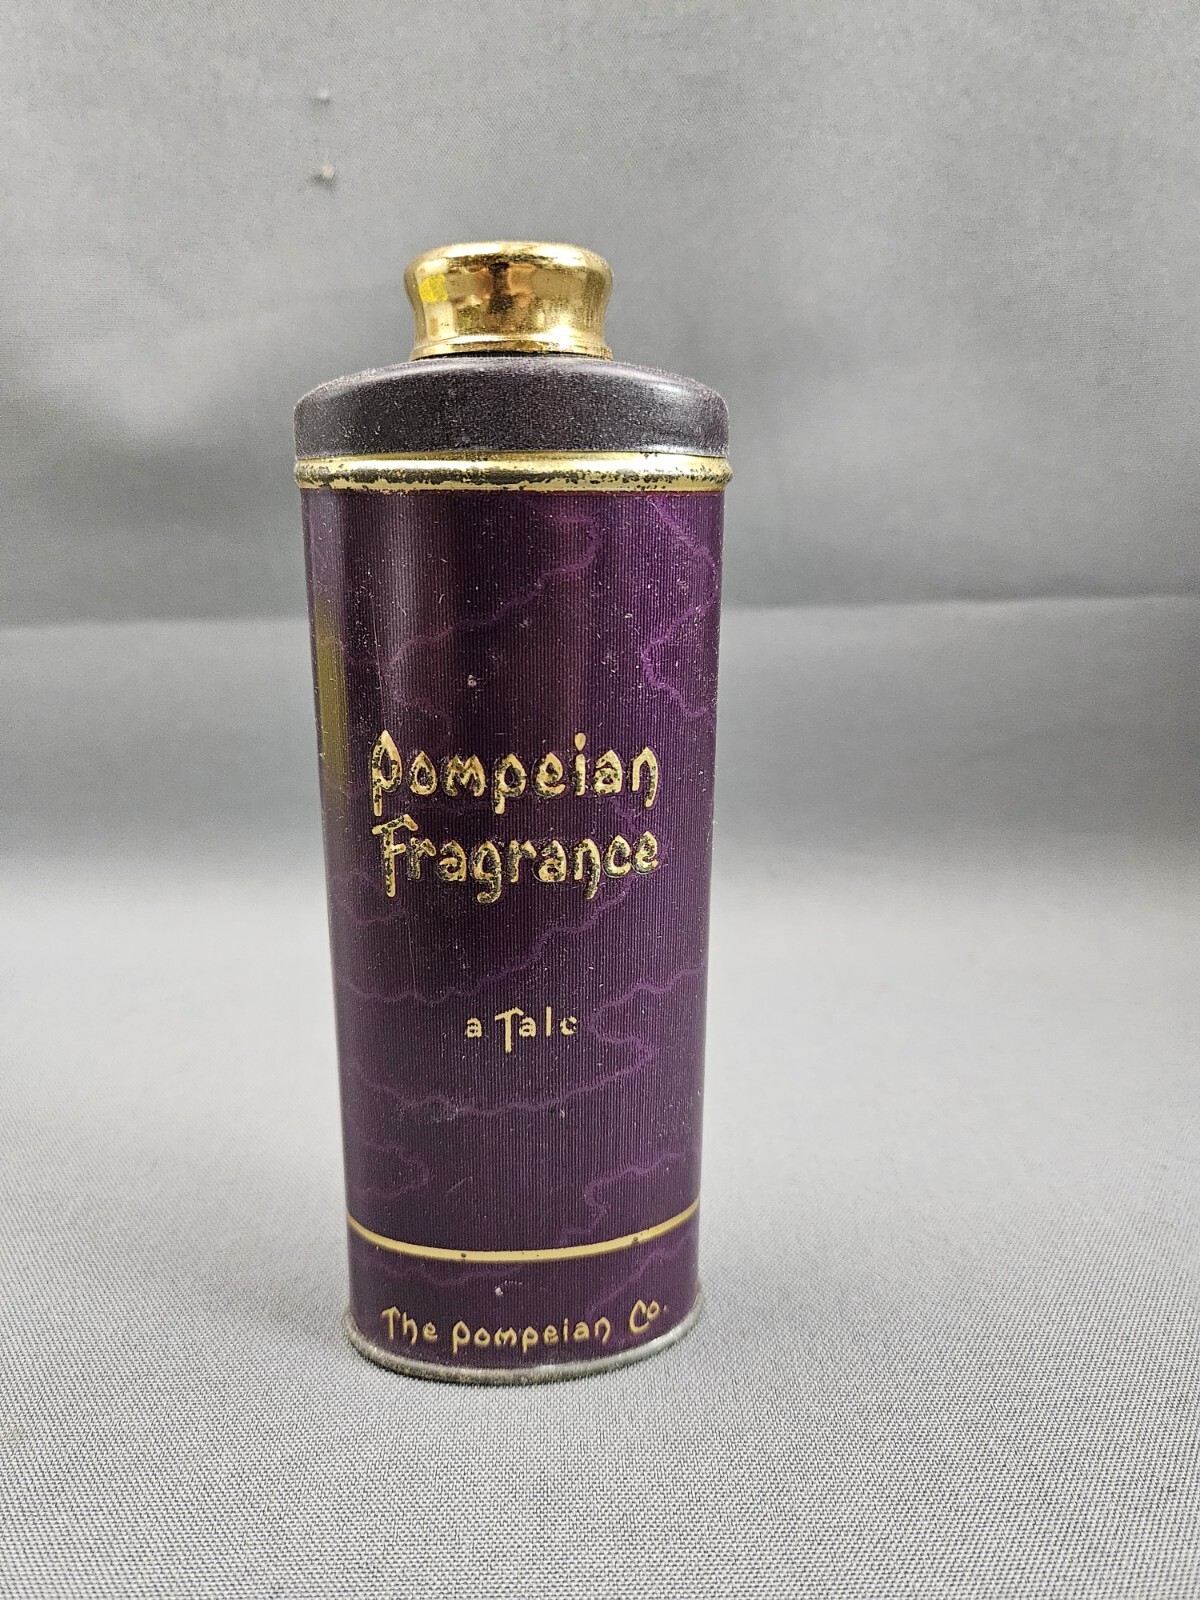 Pompeian
Fragrance
a Talc
The Pompeian Co.